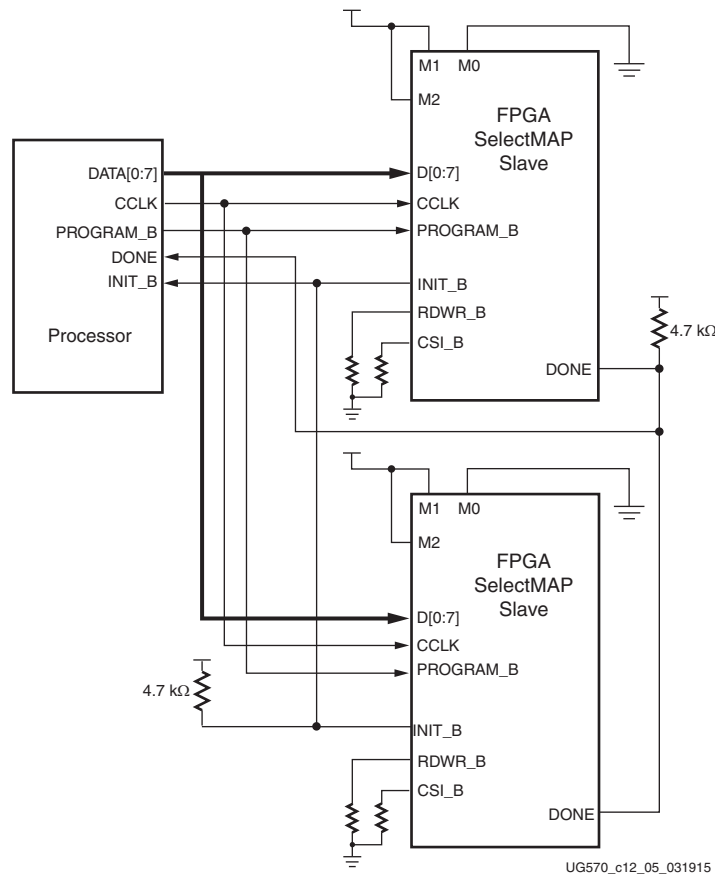 M1 M0
M2
FPGA
SelectMAP
Slave
D[0:7]
CCLK
PROGRAM_B
INIT_B
RDWR_B
CSI_B
DONE
DATA[0:7]
CCLK
PROGRAM_B
DONE
INIT_B
Processor
4.7 kΩ
M1 M0
M2
FPGA
SelectMAP
Slave
D[0:7]
CCLK
PROGRAM_B
4.7 kΩ
INIT_B
RDWR_B
CSI_B
DONE
UG570_c12_05_031915